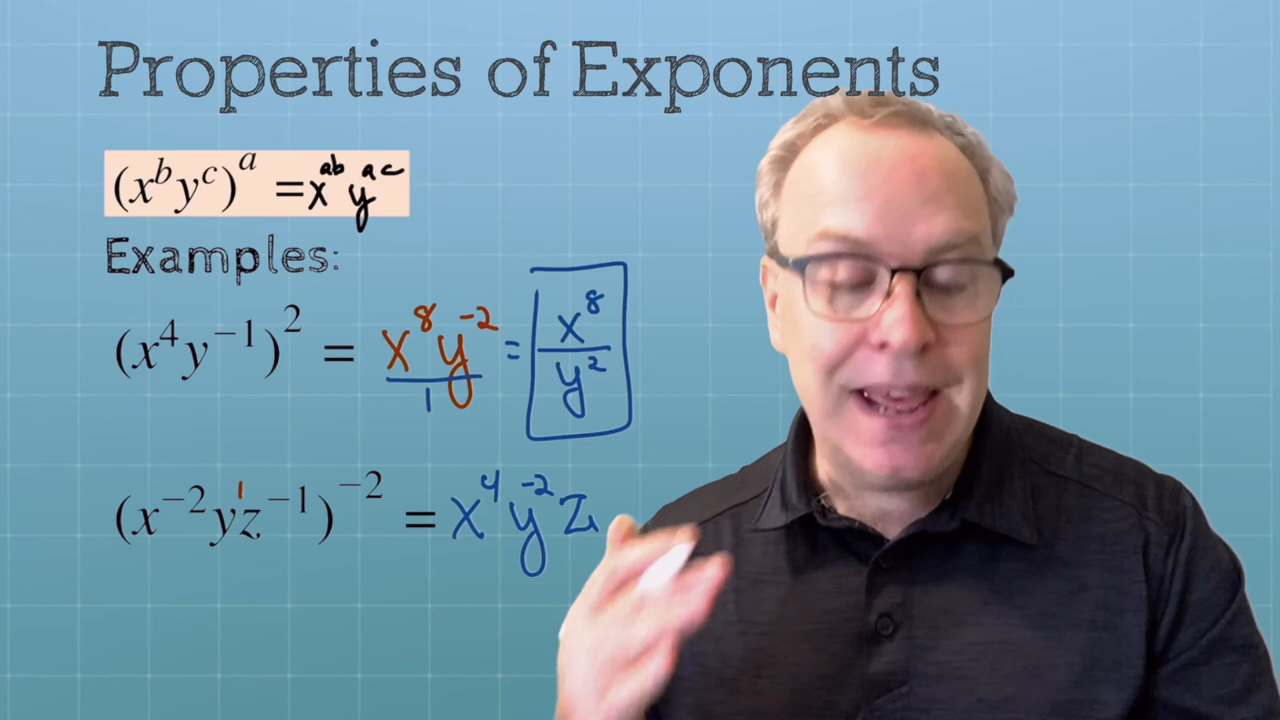 Properties of Exponents
(x^b y^c)^a = x^ab y^ac
Examples:
(x^4 y^-1)^2 = x^8 y^-2 / 1 = x^8 / y^2
(x^-2 y^1 z^-1)^-2 = x^4 y^-2 z